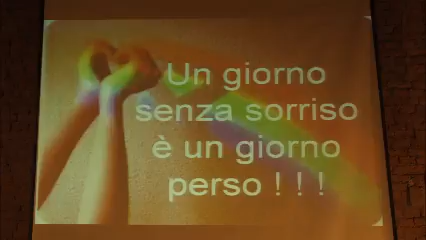 Un giorno
senza sorriso
è un giorno
perso ! ! !